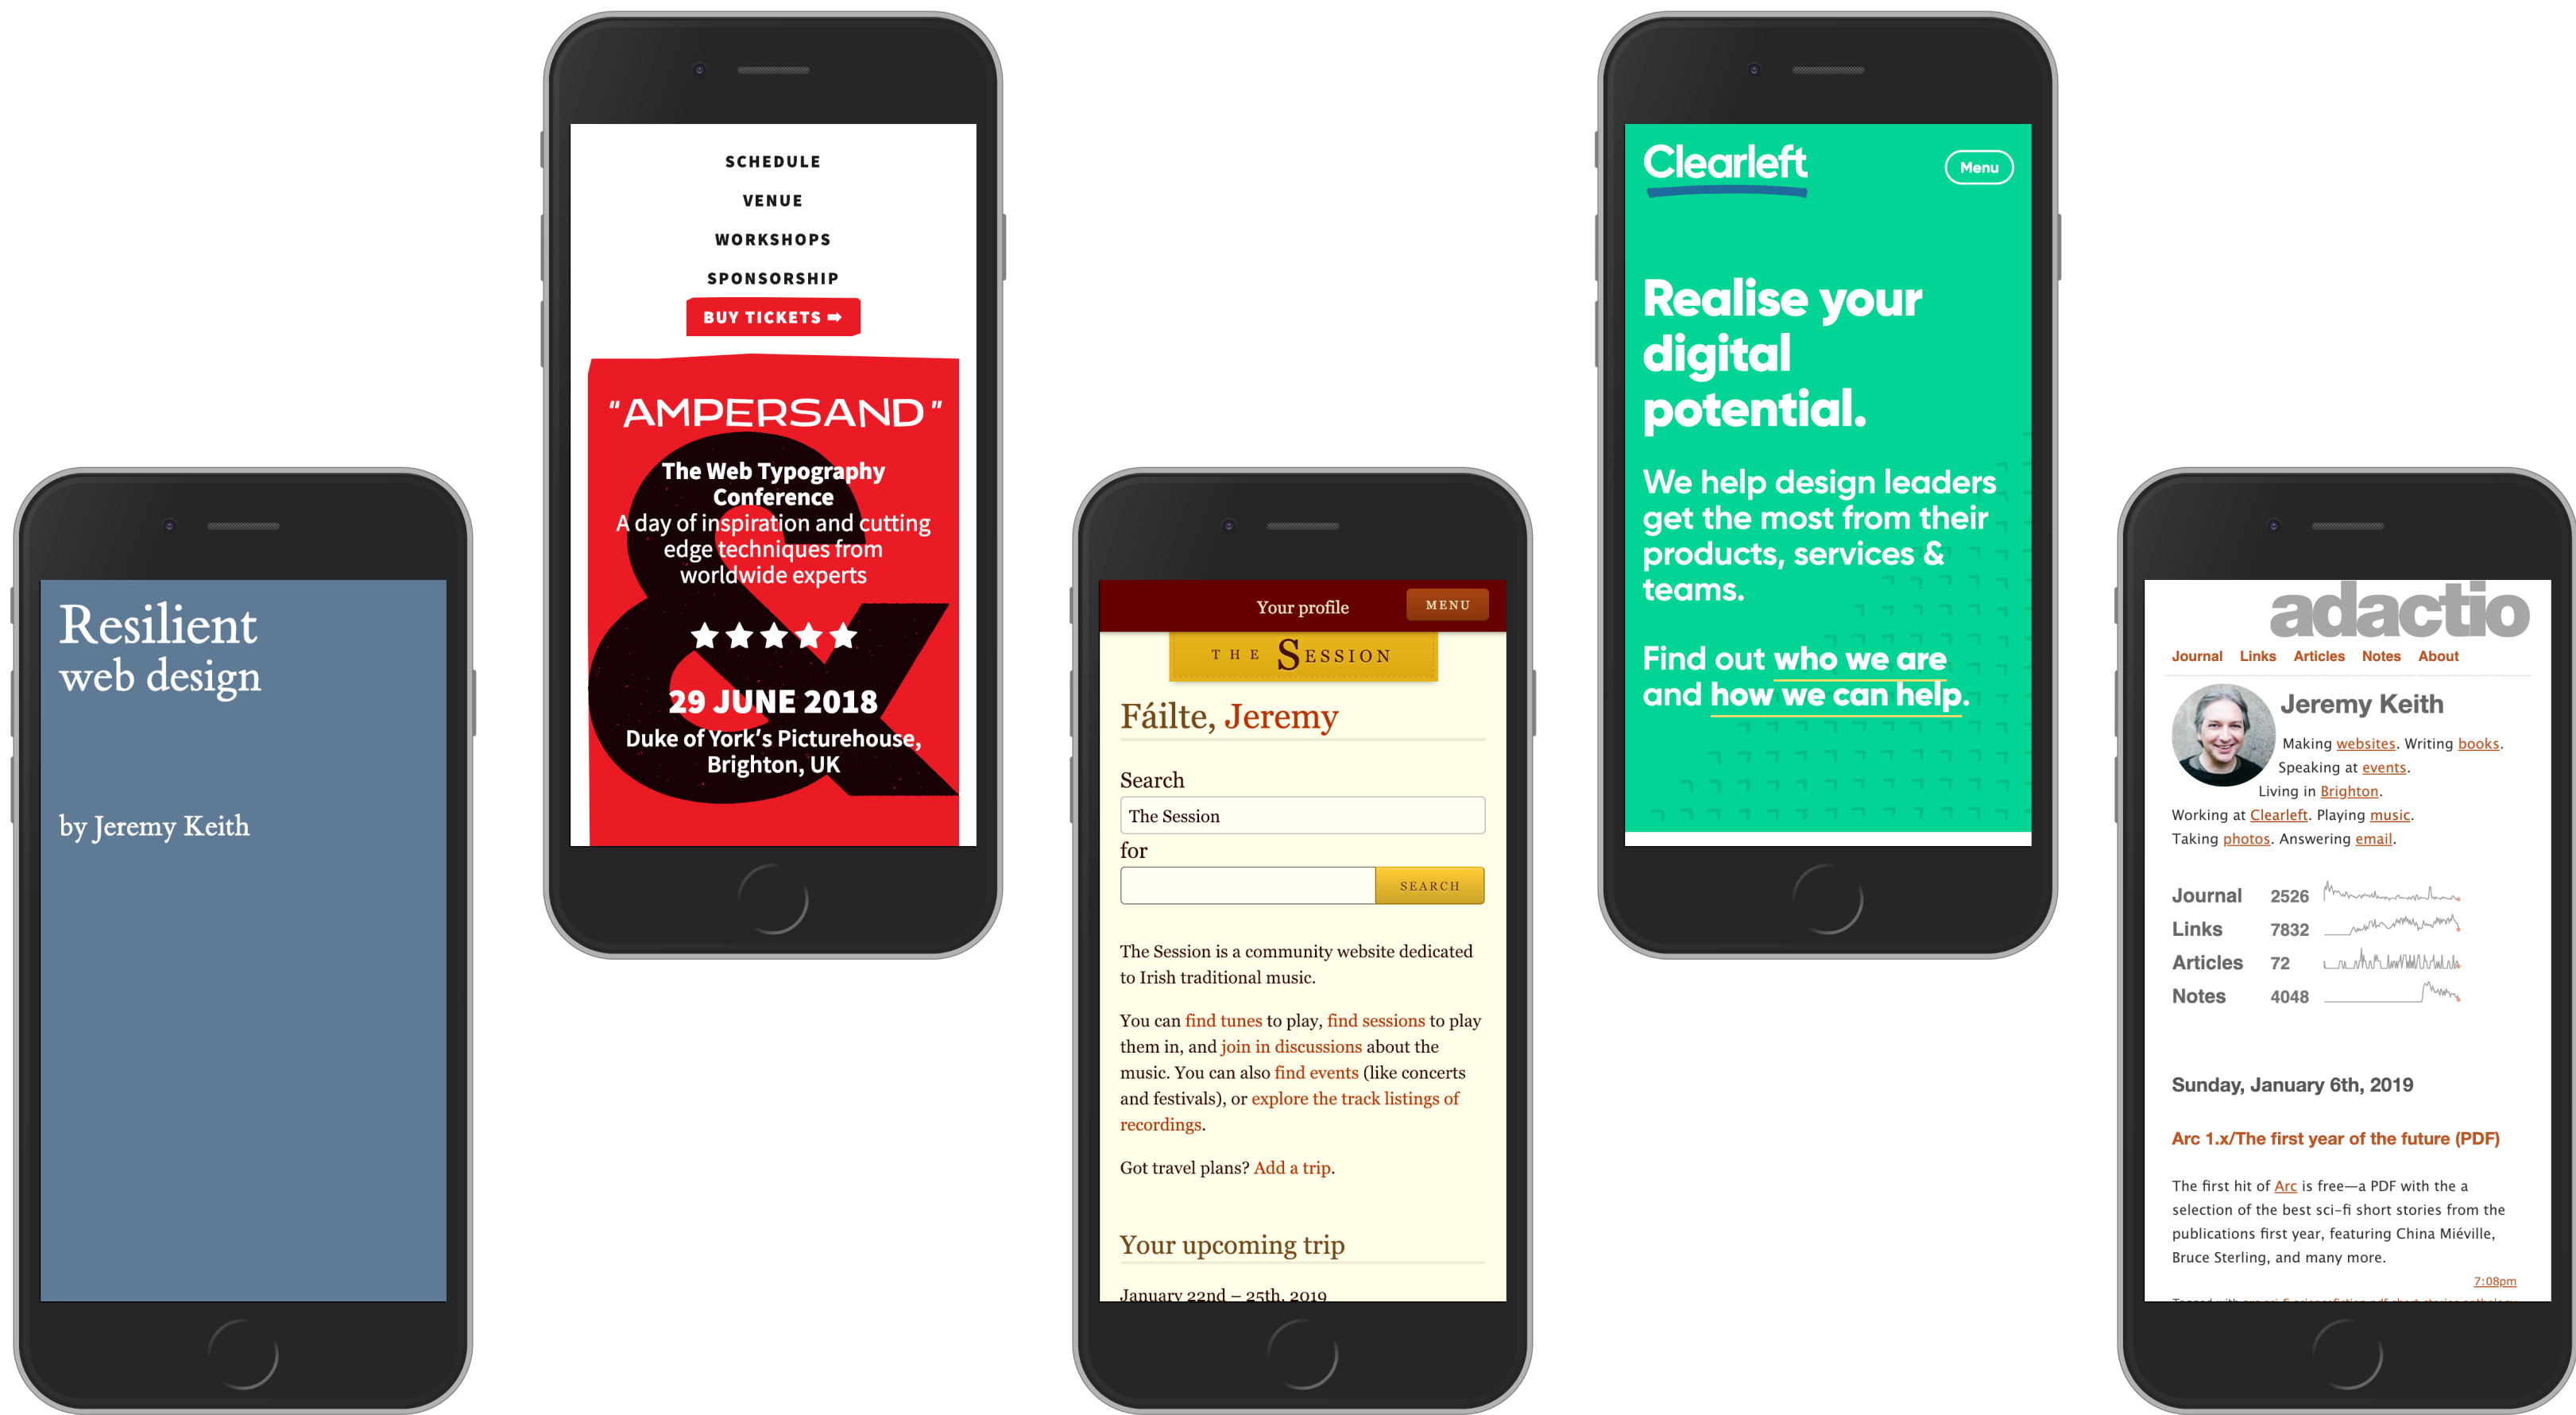 Resilient
web design
by Jeremy Keith
SCHEDULE
VENUE
WORKSHOPS
SPONSORSHIP
BUY TICKETS ➡
“AMPERSAND”
&
The Web Typography
Conference
A day of inspiration and cutting
edge techniques from
worldwide experts
★★★★★
29 JUNE 2018
Duke of York’s Picturehouse,
Brighton, UK
Your profile
MENU
THE SESSION
Fáilte, Jeremy
Search
The Session
for
SEARCH
The Session is a community website dedicated
to Irish traditional music.
You can find tunes to play, find sessions to play
them in, and join in discussions about the
music. You can also find events (like concerts
and festivals), or explore the track listings of
recordings.
Got travel plans? Add a trip.
Your upcoming trip
January 22nd – 25th, 2019
Clearleft
Menu
Realise your
digital
potential.
We help design leaders
get the most from their
products, services &
teams.
Find out who we are
and how we can help.
adactio
Journal Links Articles Notes About
Jeremy Keith
Making websites. Writing books.
Speaking at events.
Living in Brighton.
Working at Clearleft. Playing music.
Taking photos. Answering email.
Journal 2526
Links 7832
Articles 72
Notes 4048
Sunday, January 6th, 2019
Arc 1.x/The first year of the future (PDF)
The first hit of Arc is free—a PDF with the a
selection of the best sci-fi short stories from the
publications first year, featuring China Miéville,
Bruce Sterling, and many more.
7:08pm